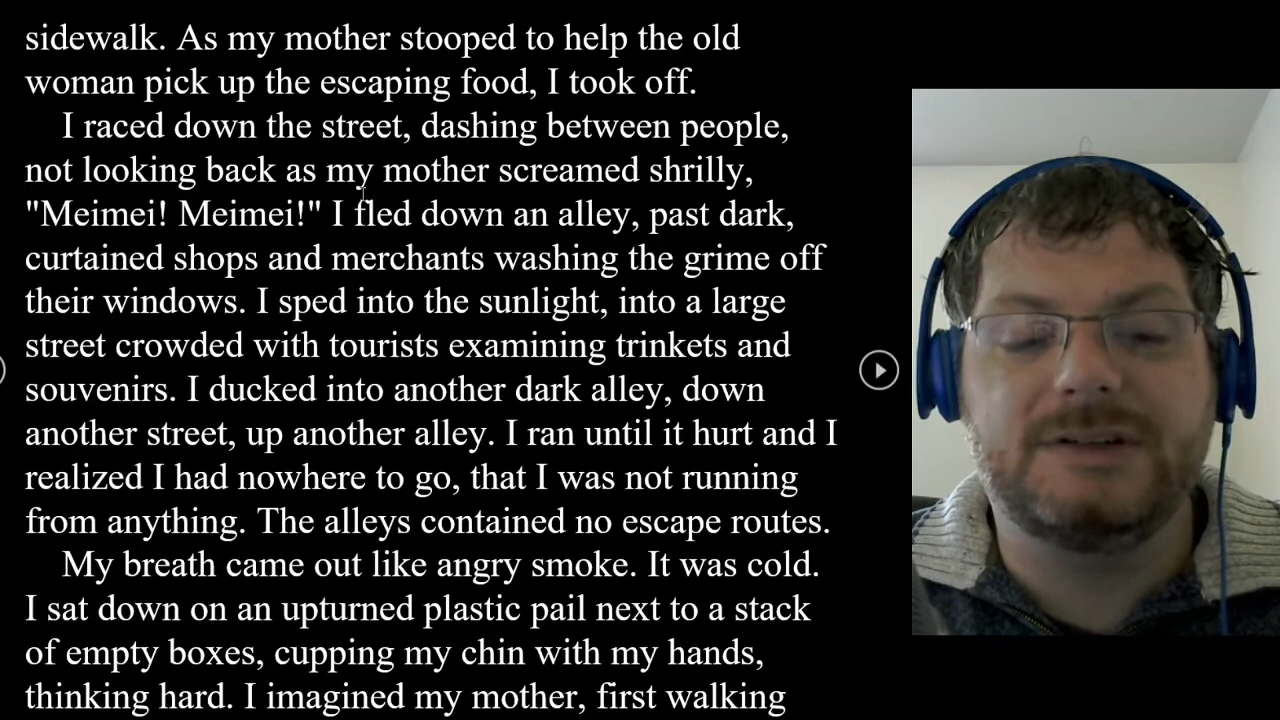 sidewalk. As my mother stooped to help the old
woman pick up the escaping food, I took off.
I raced down the street, dashing between people,
not looking back as my mother screamed shrilly,
"Meimei! Meimei!" I fled down an alley, past dark,
curtained shops and merchants washing the grime off
their windows. I sped into the sunlight, into a large
street crowded with tourists examining trinkets and
souvenirs. I ducked into another dark alley, down
another street, up another alley. I ran until it hurt and I
realized I had nowhere to go, that I was not running
from anything. The alleys contained no escape routes.
My breath came out like angry smoke. It was cold.
I sat down on an upturned plastic pail next to a stack
of empty boxes, cupping my chin with my hands,
thinking hard. I imagined my mother, first walking